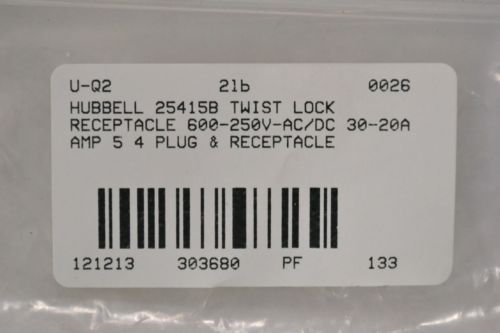 U-Q2 2lb 0026
HUBBELL 25415B TWIST LOCK
RECEPTACLE 600-250V-AC/DC 30-20A
AMP 5 4 PLUG & RECEPTACLE
121213 303680 PF 133